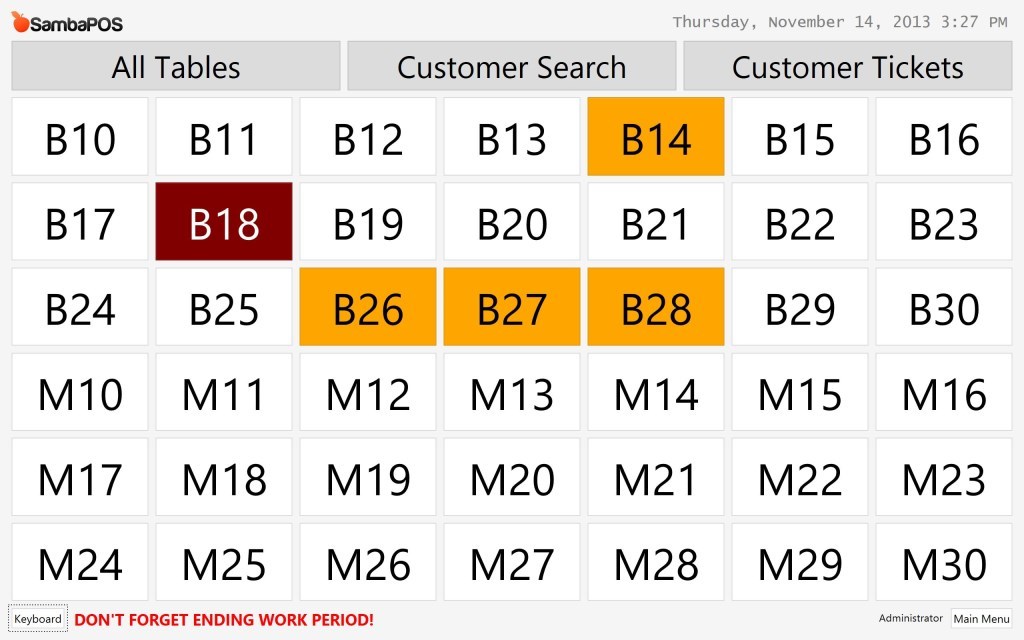 SambaPOS Thursday, November 14, 2013 3:27 PM
All Tables Customer Search Customer Tickets
B10 B11 B12 B13 B14 B15 B16
B17 B18 B19 B20 B21 B22 B23
B24 B25 B26 B27 B28 B29 B30
M10 M11 M12 M13 M14 M15 M16
M17 M18 M19 M20 M21 M22 M23
M24 M25 M26 M27 M28 M29 M30
Keyboard DON'T FORGET ENDING WORK PERIOD! Administrator Main Menu